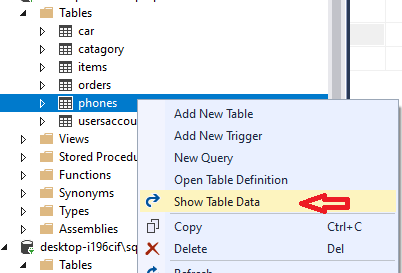 Tables
car
catagory
items
orders
phones
Add New Table
Add New Trigger
New Query
Open Table Definition
Show Table Data
Copy Ctrl+C
Delete Del
Refresh
usersaccou
Views
Stored Procedu
Functions
Synonyms
Types
Assemblies
desktop-i196cif\sq
Tables